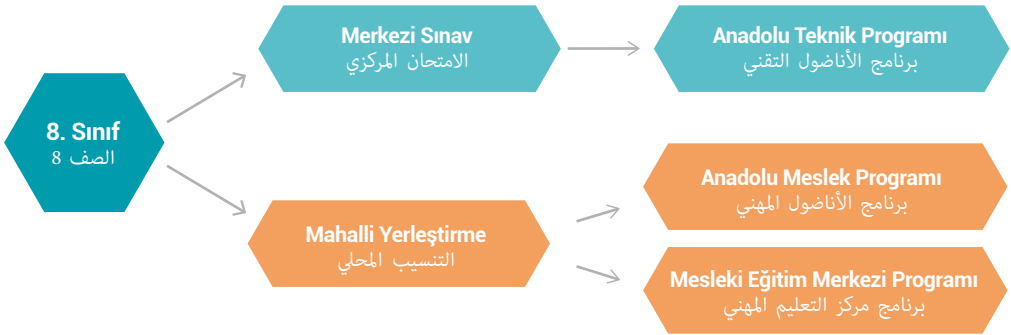 8. Sınıf
الصف 8
Merkezi Sınav
الامتحان المركزي
Anadolu Teknik Programı
برنامج الأناضول التقني
Mahalli Yerleştirme
التنسيب المحلي
Anadolu Meslek Programı
برنامج الأناضول المهني
Mesleki Eğitim Merkezi Programı
برنامج مركز التعليم المهني